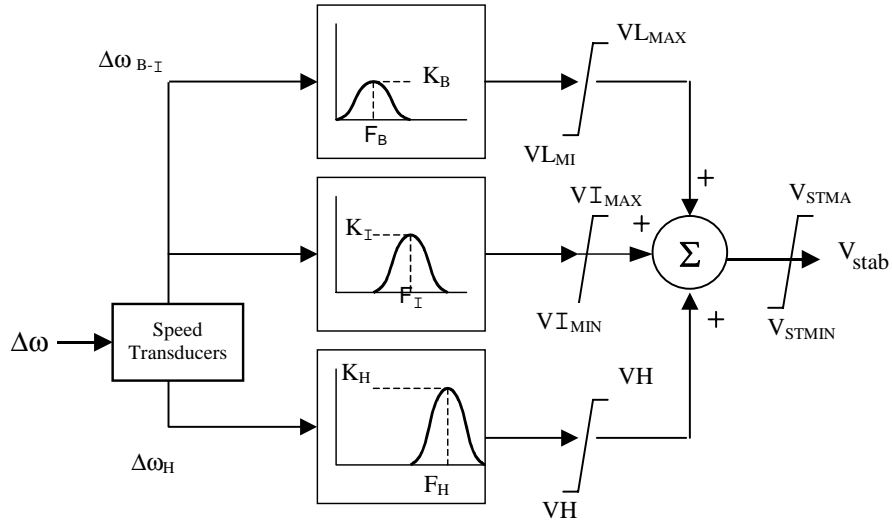 Δω B-I
K_B
F_B
VL_MAX
VL_MI
+
K_I
F_I
VI_MAX
VI_MIN
+
Σ
V_STMA
V_stab
V_STMIN
+
Δω
Speed
Transducers
K_H
F_H
VH
VH
Δω_H